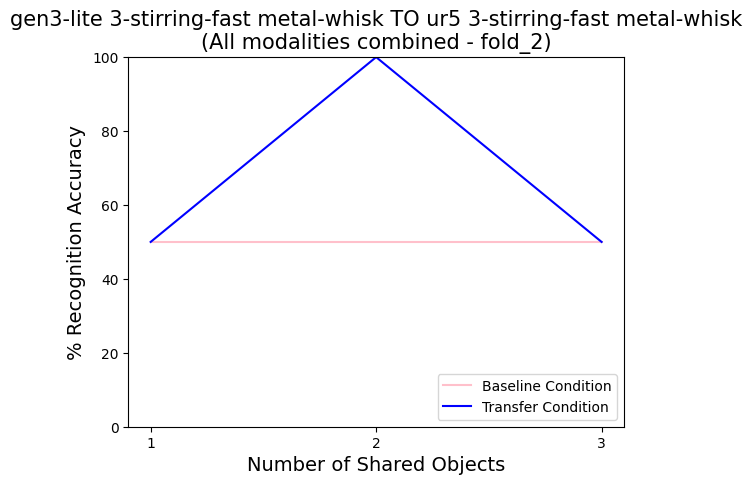 gen3-lite 3-stirring-fast metal-whisk TO ur5 3-stirring-fast metal-whisk
(All modalities combined - fold_2)
% Recognition Accuracy
100
80
60
40
20
0
1
2
3
Number of Shared Objects
Baseline Condition
Transfer Condition